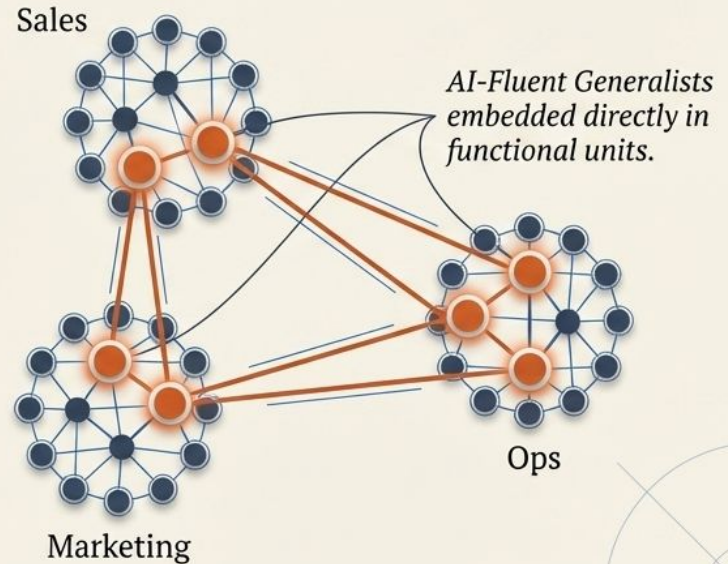 Sales
AI-Fluent Generalists
embedded directly in
functional units.
Ops
Marketing